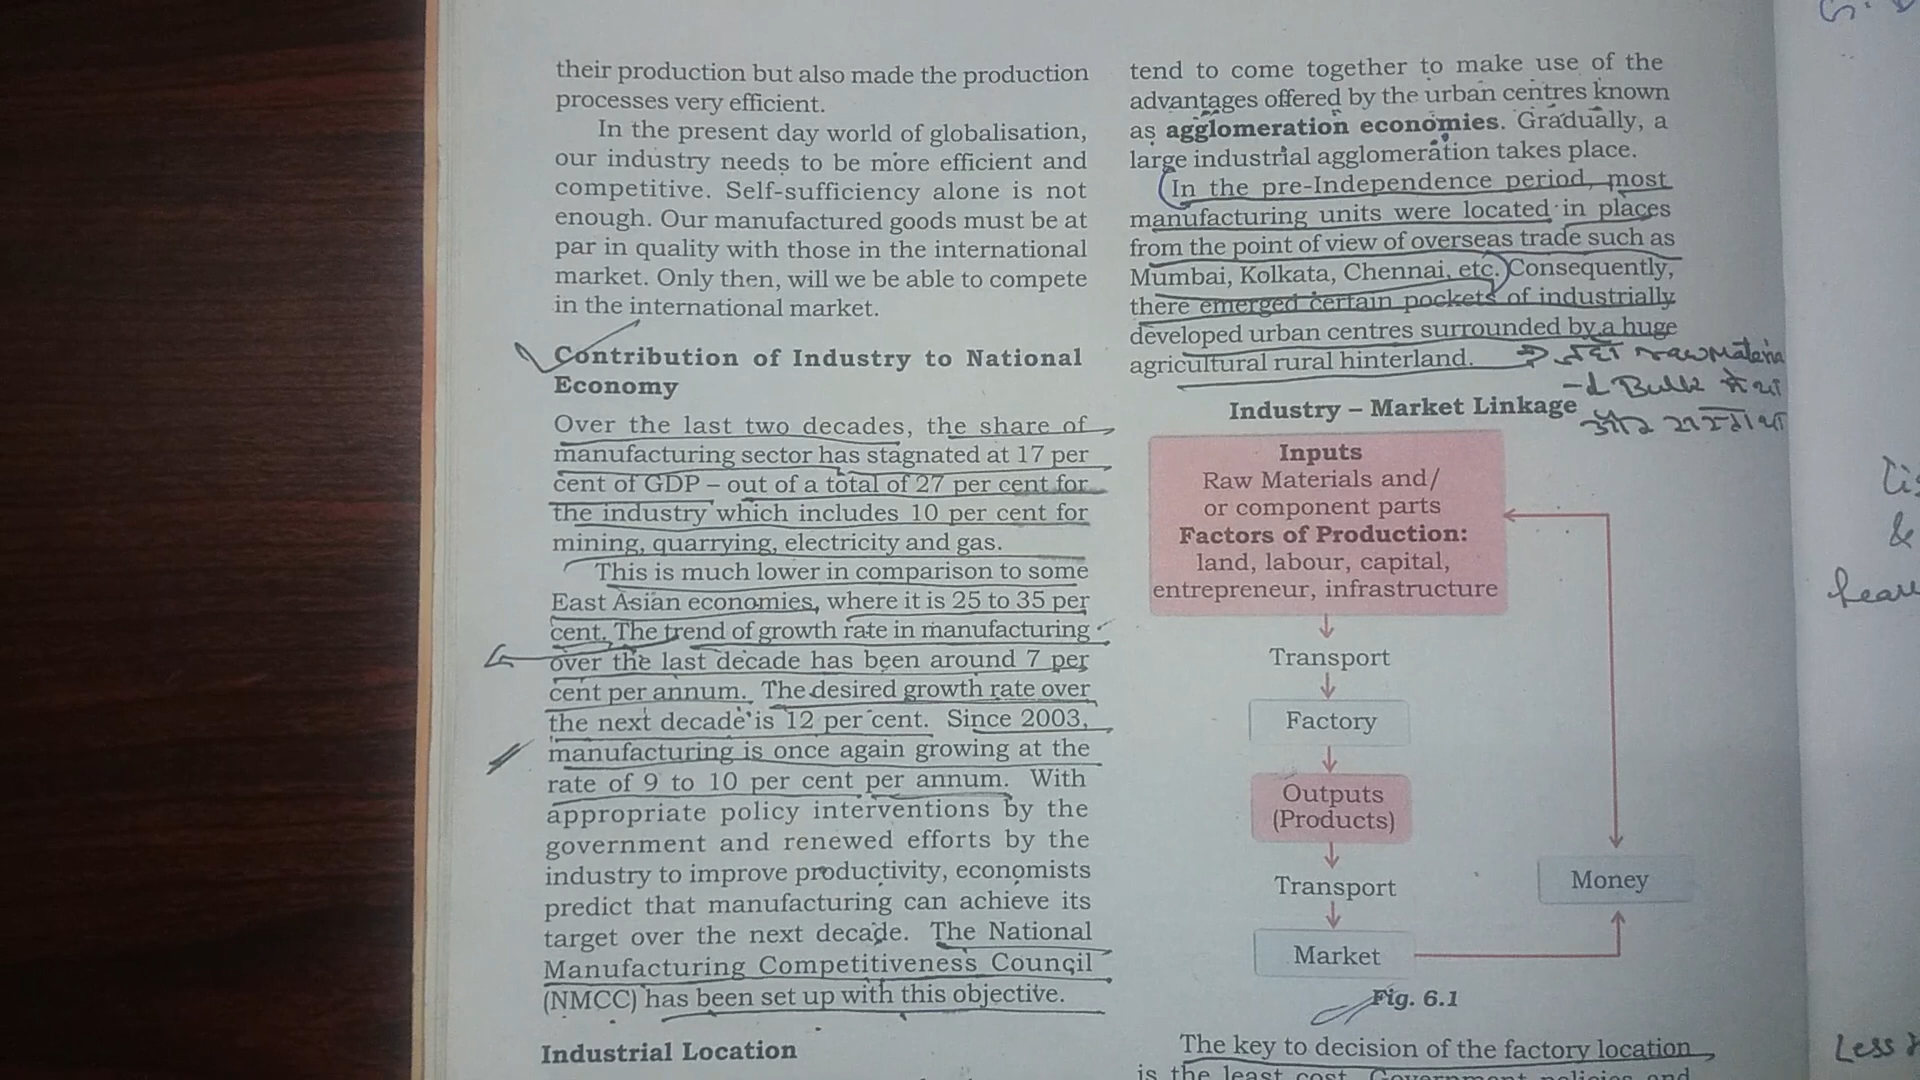 their production but also made the production
processes very efficient.
In the present day world of globalisation,
our industry needs to be more efficient and
competitive. Self-sufficiency alone is not
enough. Our manufactured goods must be at
par in quality with those in the international
market. Only then, will we be able to compete
in the international market.
Contribution of Industry to National
Economy
Over the last two decades, the share of
manufacturing sector has stagnated at 17 per
cent of GDP – out of a total of 27 per cent for
the industry which includes 10 per cent for
mining, quarrying, electricity and gas.
This is much lower in comparison to some
East Asian economies, where it is 25 to 35 per
cent. The trend of growth rate in manufacturing
over the last decade has been around 7 per
cent per annum. The desired growth rate over
the next decade is 12 per cent. Since 2003,
manufacturing is once again growing at the
rate of 9 to 10 per cent per annum. With
appropriate policy interventions by the
government and renewed efforts by the
industry to improve productivity, economists
predict that manufacturing can achieve its
target over the next decade. The National
Manufacturing Competitiveness Council
(NMCC) has been set up with this objective.
Industrial Location
tend to come together to make use of the
advantages offered by the urban centres known
as agglomeration economies. Gradually, a
large industrial agglomeration takes place.
In the pre-Independence period, most
manufacturing units were located in places
from the point of view of overseas trade such as
Mumbai, Kolkata, Chennai, etc. Consequently,
there emerged certain pockets of industrially
developed urban centres surrounded by a huge
agricultural rural hinterland.
raw Materia
Bulk में था
और सस्ता था
Industry – Market Linkage
Inputs
Raw Materials and/
or component parts
Factors of Production:
land, labour, capital,
entrepreneur, infrastructure
Transport
Factory
Outputs
(Products)
Transport
Market
Money
Fig. 6.1
The key to decision of the factory location
is the least cost. Government policies and
&
Less